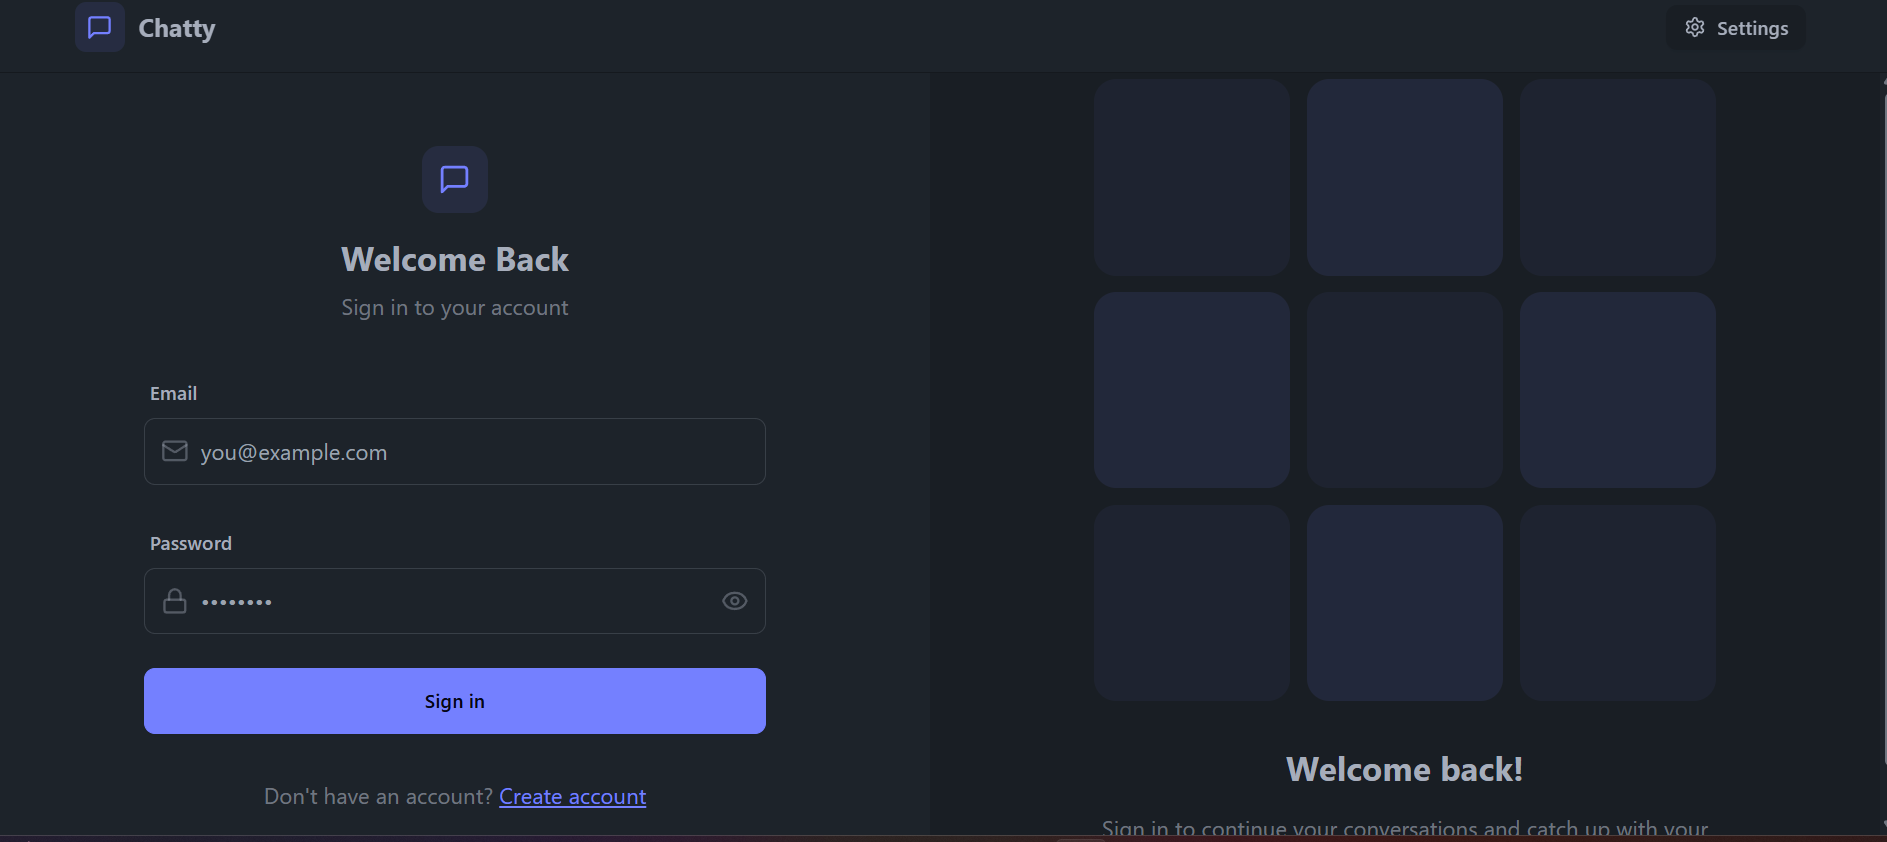 Chatty
Settings
Welcome Back
Sign in to your account
Email
you@example.com
Password
••••••••
Sign in
Don't have an account? Create account
Welcome back!
Sign in to continue your conversations and catch up with your